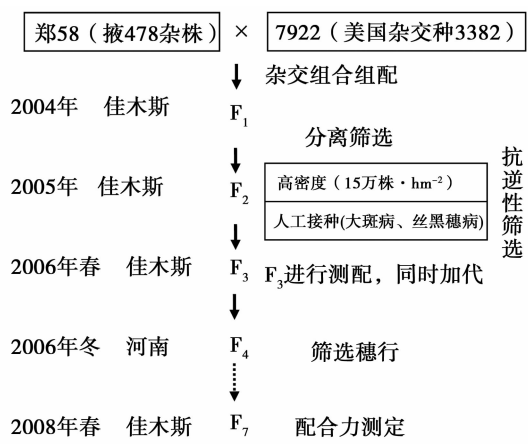 郑58（掖478杂株） × 7922（美国杂交种3382）
杂交组合组配
2004年 佳木斯 F₁
分离筛选
2005年 佳木斯 F₂
高密度（15万株·hm⁻²）
人工接种(大斑病、丝黑穗病)
抗逆性筛选
2006年春 佳木斯 F₃ F₃进行测配，同时加代
2006年冬 河南 F₄ 筛选穗行
2008年春 佳木斯 F₇ 配合力测定